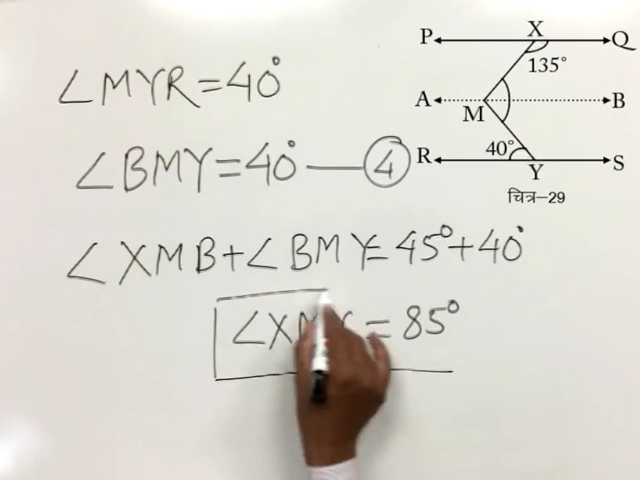 ∠MYR=40°
∠BMY=40° — ④
∠XMB+∠BMY=45°+40°
= 85°
X
P Q
135°
A B
M
40°
R S
Y
चित्र–29